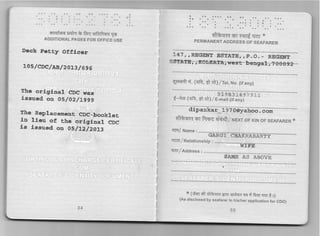 कार्यालय प्रयोग के लिए अतिरिक्त पृष्ठ
ADDITIONAL PAGES FOR OFFICE USE
Deck Petty Officer
105/CDC/AB/2013/696
The original CDC was
issued on 05/02/1999
The Replacement CDC-booklet
in lieu of the original CDC
is issued on 05/12/2013
34
का स्थाई पता *
PERMANENT ADDRESS OF SEAFARER
147,,REGENT ESTATE,,P.O.- REGENT
ESTATE,;KOLKATA;west bengal;700092
(यदि, हो तो) / Tel. No. (if any)
ई-मेल (यदि, हो तो) / E-mail (if any)
dipankar_1970@yahoo.com
NEXT OF KIN OF SEAFARER *
नाम/ Name
GARGI CHAKRABARTY
Relationship
WIFE
पता / Address :
SAME AS ABOVE
(As disclosed by seafarer in his/her application for CDC)
35